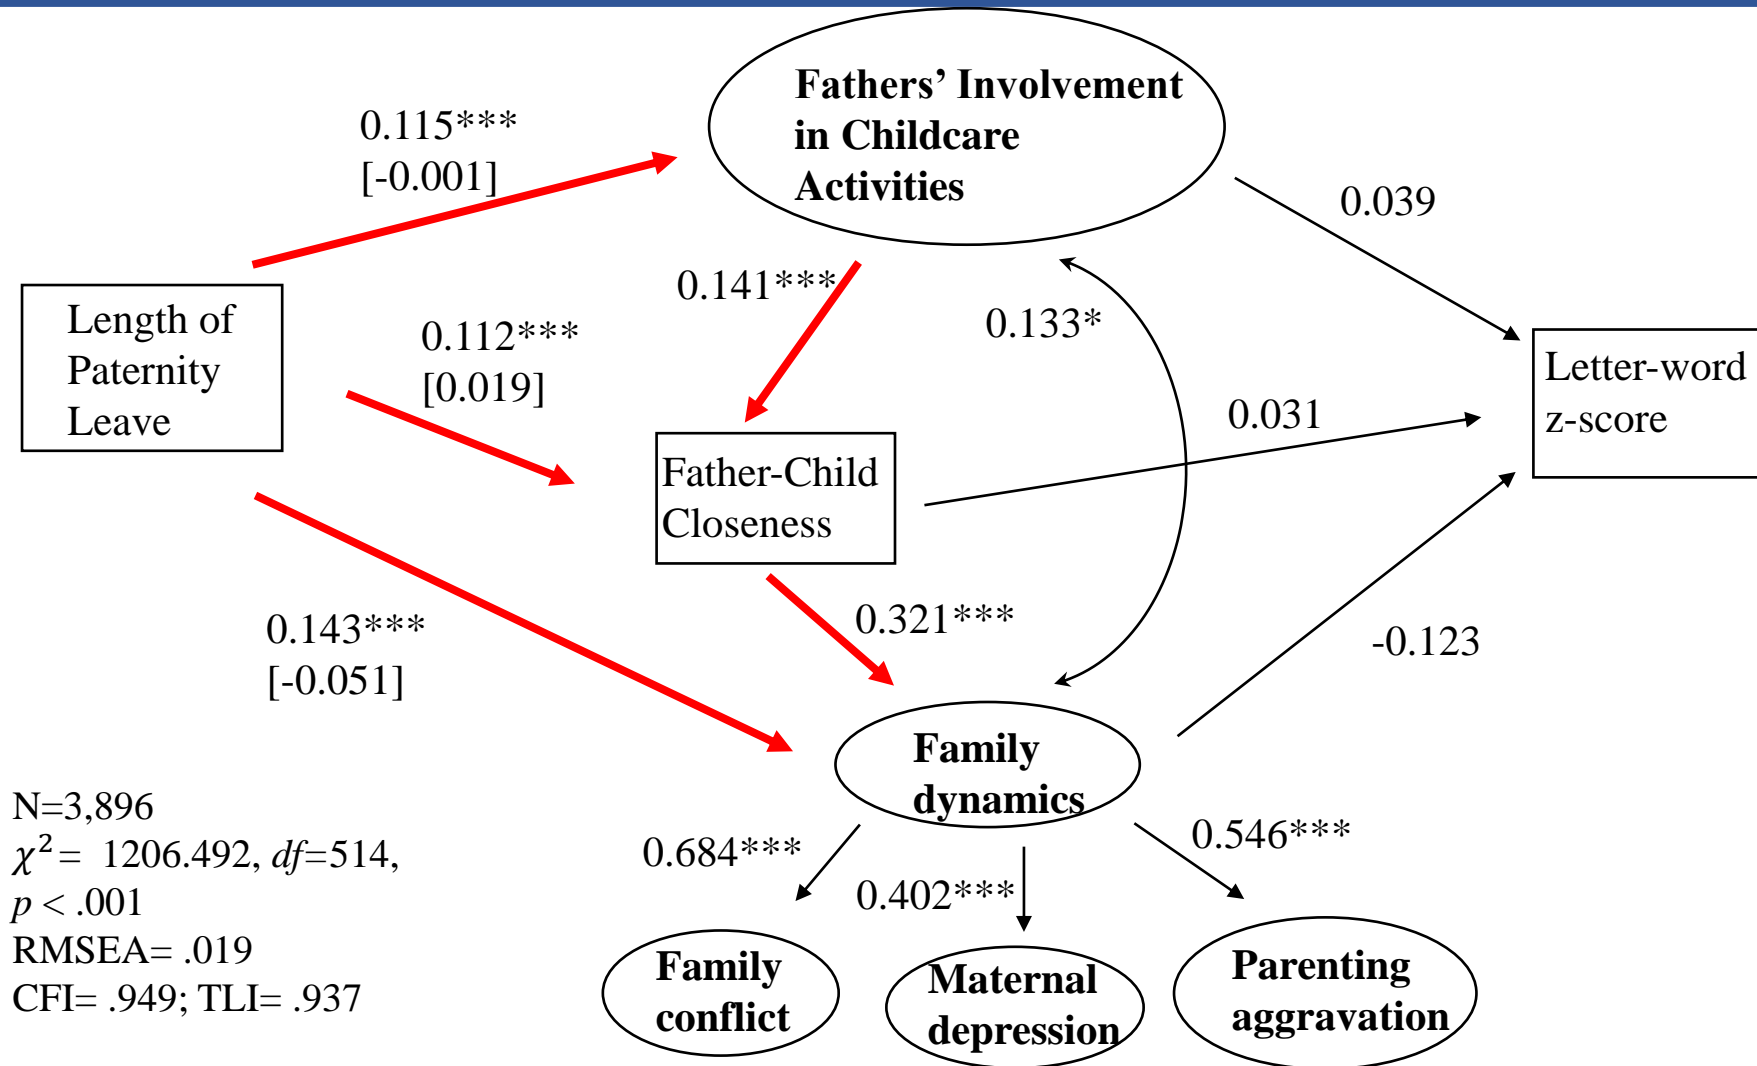 Fathers’ Involvement
in Childcare
Activities
0.115***
[-0.001]
0.039
0.141***
0.133*
Length of
Paternity
Leave
0.112***
[0.019]
Letter-word
z-score
0.031
Father-Child
Closeness
0.143***
[-0.051]
0.321***
-0.123
Family
dynamics
N=3,896
χ²= 1206.492, df=514,
p < .001
RMSEA= .019
CFI= .949; TLI= .937
0.684***
0.402***
0.546***
Family
conflict
Maternal
depression
Parenting
aggravation